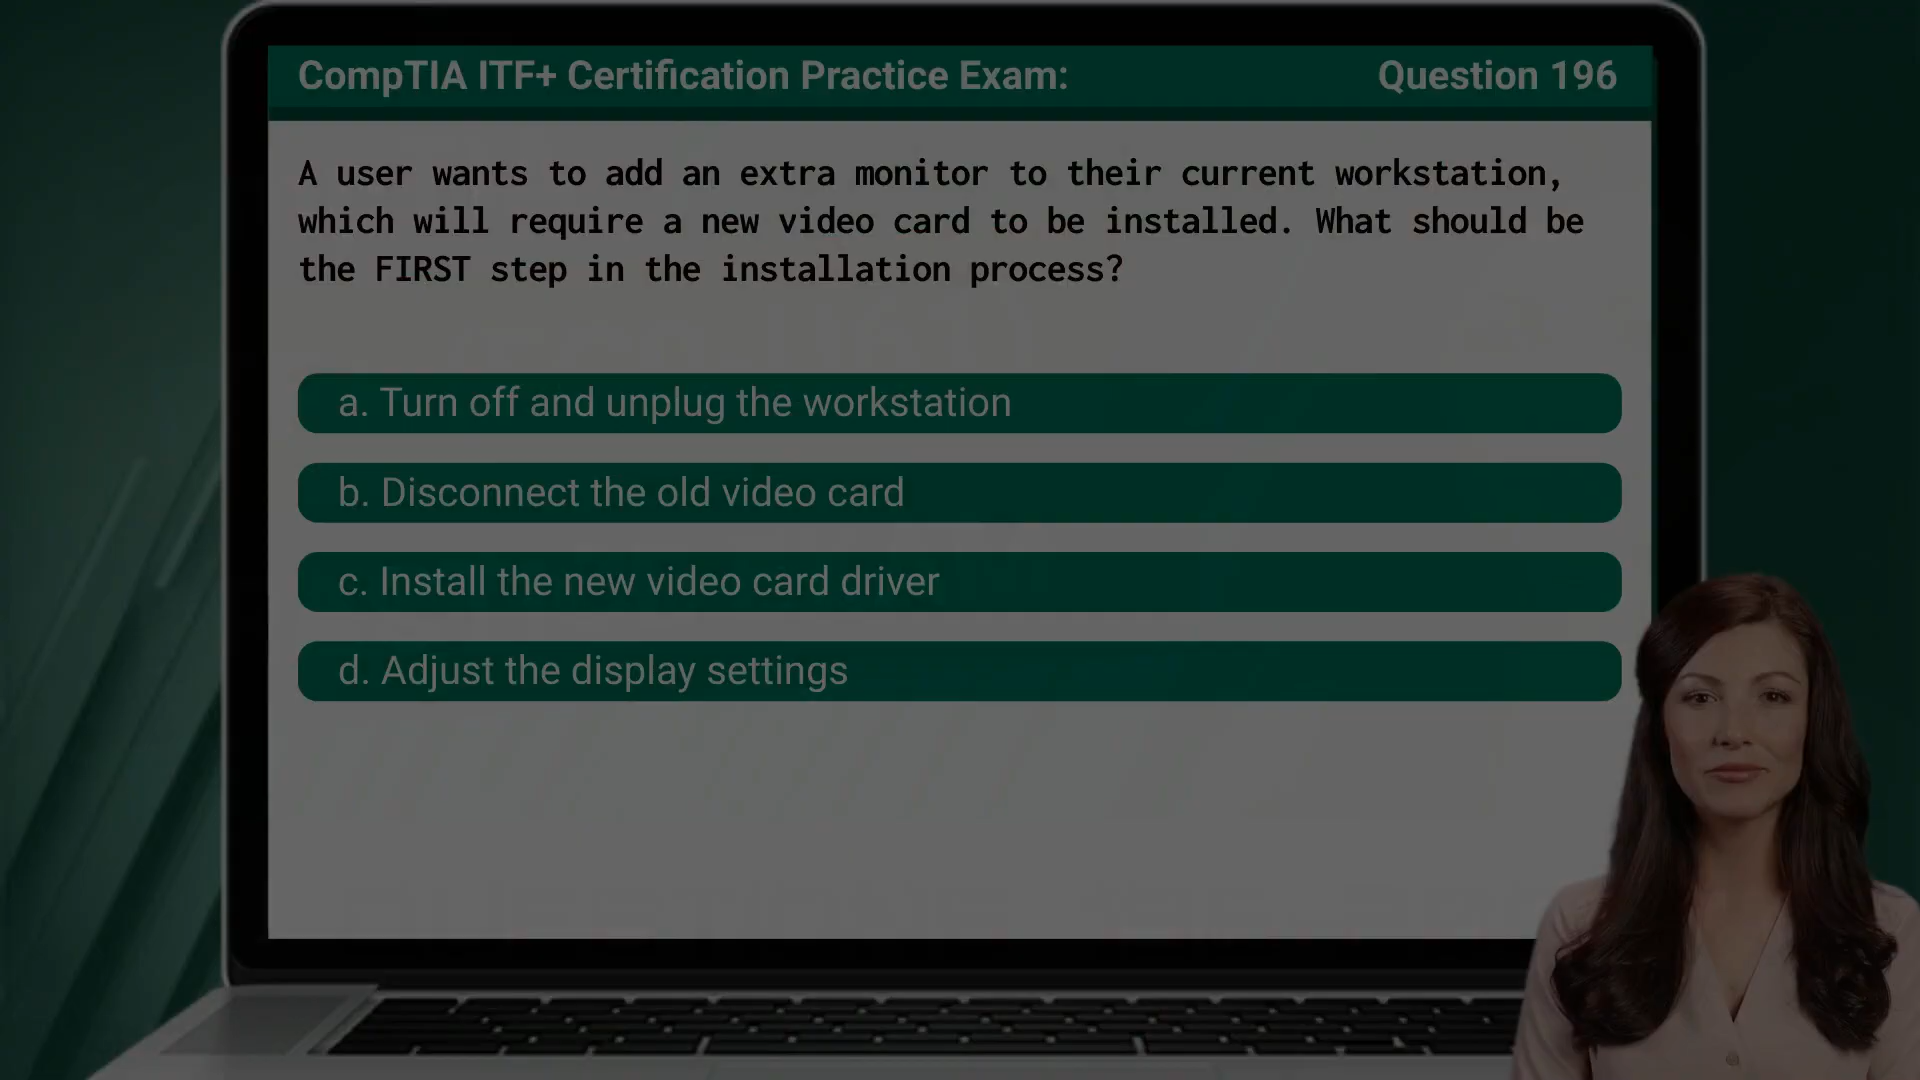 CompTIA ITF+ Certification Practice Exam:
Question 196
A user wants to add an extra monitor to their current workstation,
which will require a new video card to be installed. What should be
the FIRST step in the installation process?
a. Turn off and unplug the workstation
b. Disconnect the old video card
c. Install the new video card driver
d. Adjust the display settings